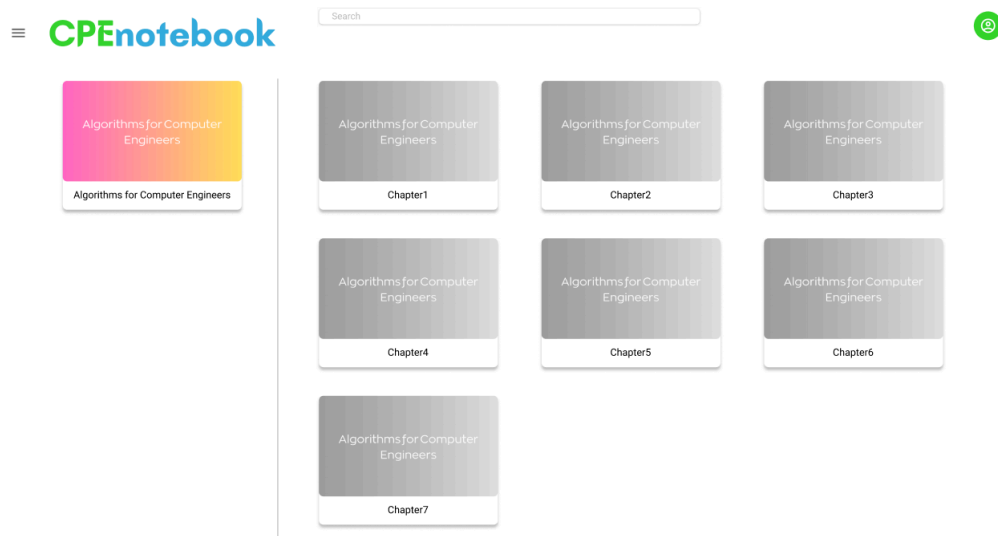 CPEnotebook
Search
Algorithms for Computer
Engineers
Algorithms for Computer Engineers
Algorithms for Computer
Engineers
Chapter1
Algorithms for Computer
Engineers
Chapter2
Algorithms for Computer
Engineers
Chapter3
Algorithms for Computer
Engineers
Chapter4
Algorithms for Computer
Engineers
Chapter5
Algorithms for Computer
Engineers
Chapter6
Algorithms for Computer
Engineers
Chapter7